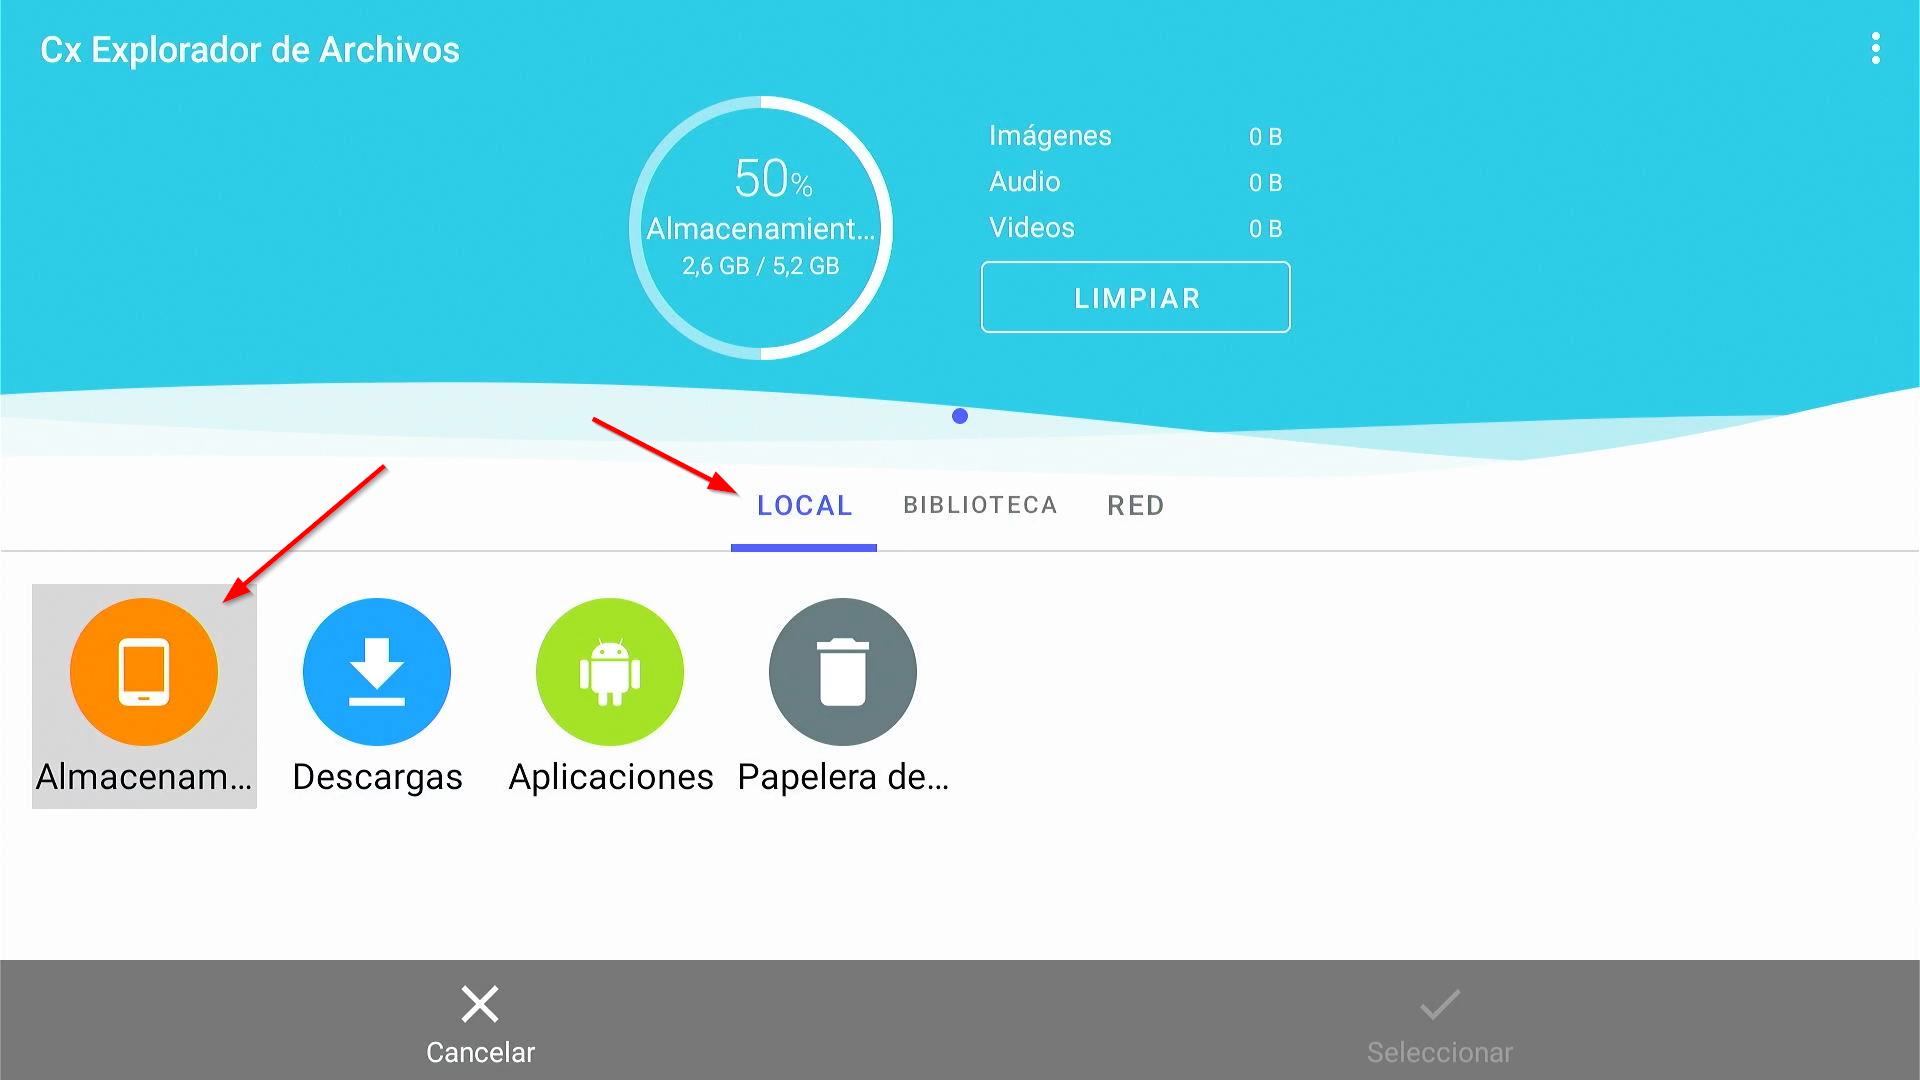 Cx Explorador de Archivos
50%
Almacenamient...
2,6 GB / 5,2 GB
Imágenes 0 B
Audio 0 B
Videos 0 B
LIMPIAR
LOCAL BIBLIOTECA RED
Almacenam... Descargas Aplicaciones Papelera de...
Cancelar Seleccionar